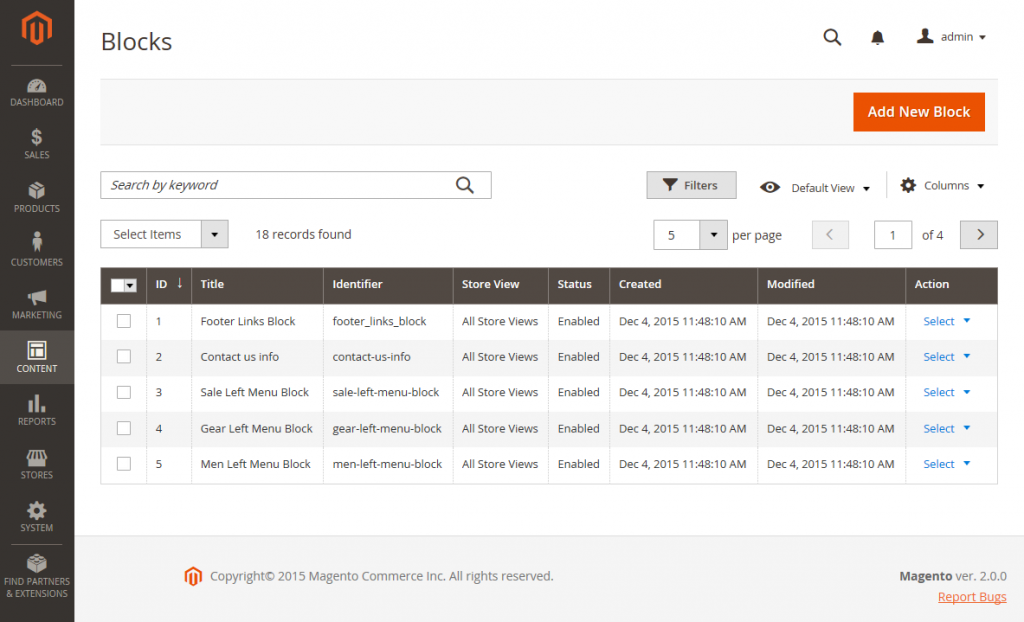 Blocks
admin
DASHBOARD
SALES
PRODUCTS
CUSTOMERS
MARKETING
CONTENT
REPORTS
STORES
SYSTEM
FIND PARTNERS
& EXTENSIONS
Add New Block
Search by keyword
Filters
Default View
Columns
Select Items
18 records found
5
per page
1
of 4
ID ↓ Title Identifier Store View Status Created Modified Action
1 Footer Links Block footer_links_block All Store Views Enabled Dec 4, 2015 11:48:10 AM Dec 4, 2015 11:48:10 AM Select
2 Contact us info contact-us-info All Store Views Enabled Dec 4, 2015 11:48:10 AM Dec 4, 2015 11:48:10 AM Select
3 Sale Left Menu Block sale-left-menu-block All Store Views Enabled Dec 4, 2015 11:48:10 AM Dec 4, 2015 11:48:10 AM Select
4 Gear Left Menu Block gear-left-menu-block All Store Views Enabled Dec 4, 2015 11:48:10 AM Dec 4, 2015 11:48:10 AM Select
5 Men Left Menu Block men-left-menu-block All Store Views Enabled Dec 4, 2015 11:48:10 AM Dec 4, 2015 11:48:10 AM Select
Copyright© 2015 Magento Commerce Inc. All rights reserved.
Magento ver. 2.0.0
Report Bugs